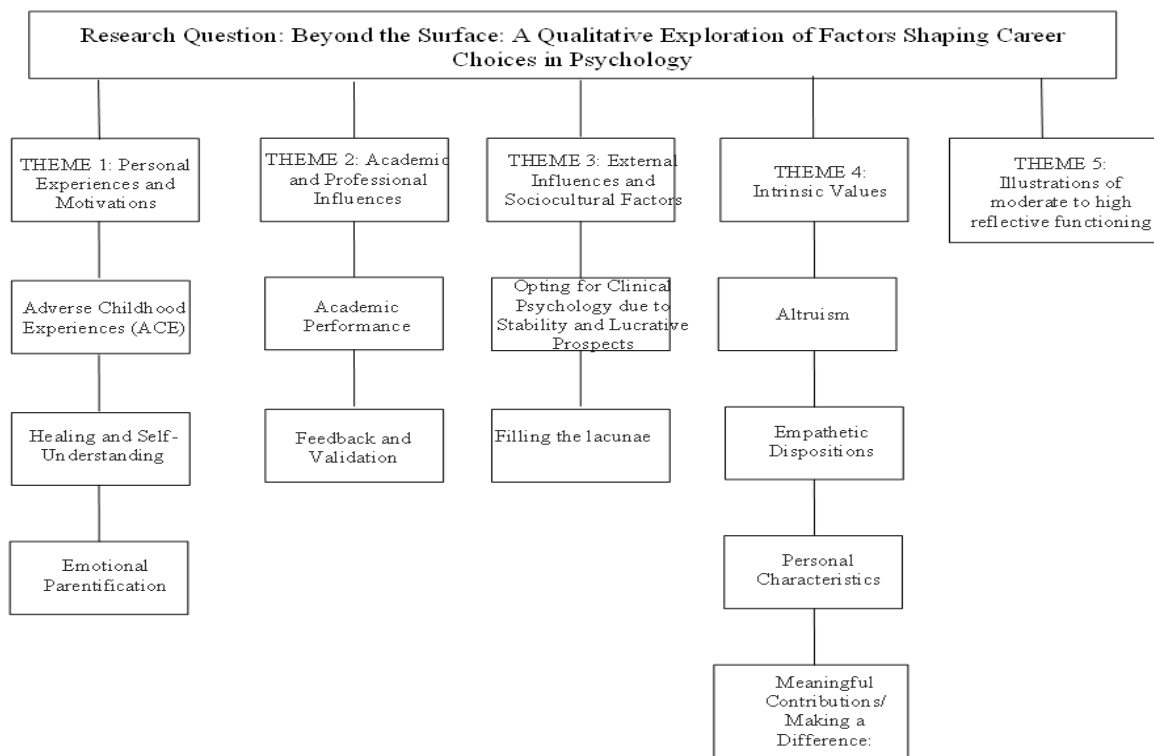 Research Question: Beyond the Surface: A Qualitative Exploration of Factors Shaping Career
Choices in Psychology
THEME 1: Personal
Experiences and
Motivations
Adverse Childhood
Experiences (ACE)
Healing and Self-
Understanding
Emotional
Parentification
THEME 2: Academic
and Professional
Influences
Academic
Performance
Feedback and
Validation
THEME 3: External
Influences and
Sociocultural Factors
Opting for Clinical
Psychology due to
Stability and Lucrative
Prospects
Filling the lacunae
THEME 4:
Intrinsic Values
Altruism
Empathetic
Dispositions
Personal
Characteristics
Meaningful
Contributions/
Making a
Difference:
THEME 5:
Illustrations of
moderate to high
reflective functioning